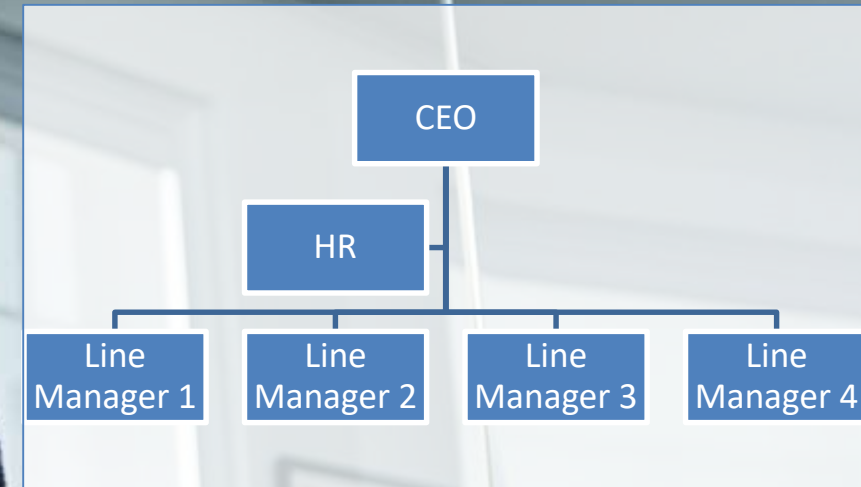 CEO
HR
Line
Manager 1
Line
Manager 2
Line
Manager 3
Line
Manager 4